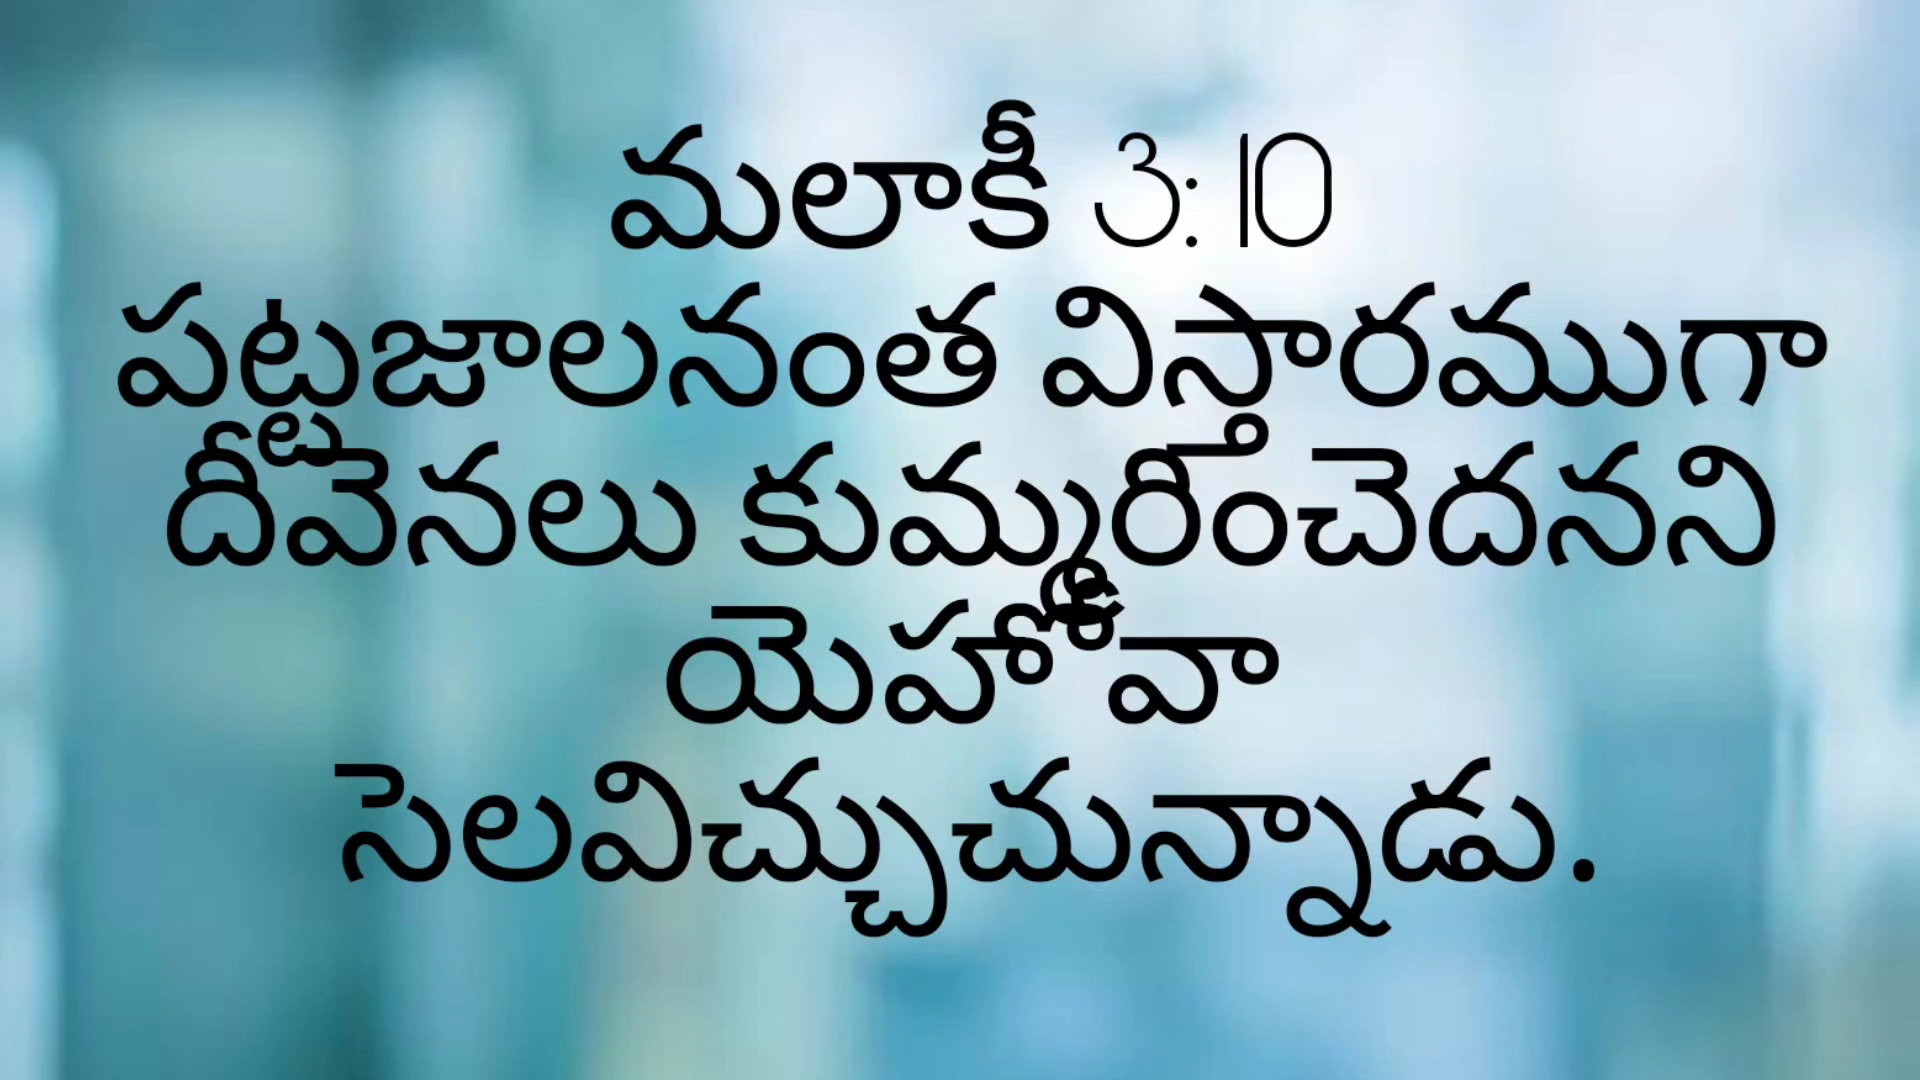 మలాకీ 3: 10
పట్టజాలనంత విస్తారముగా
దీవెనలు కుమ్మరించెదనని
యెహోవా
సెలవిచ్చుచున్నాడు.